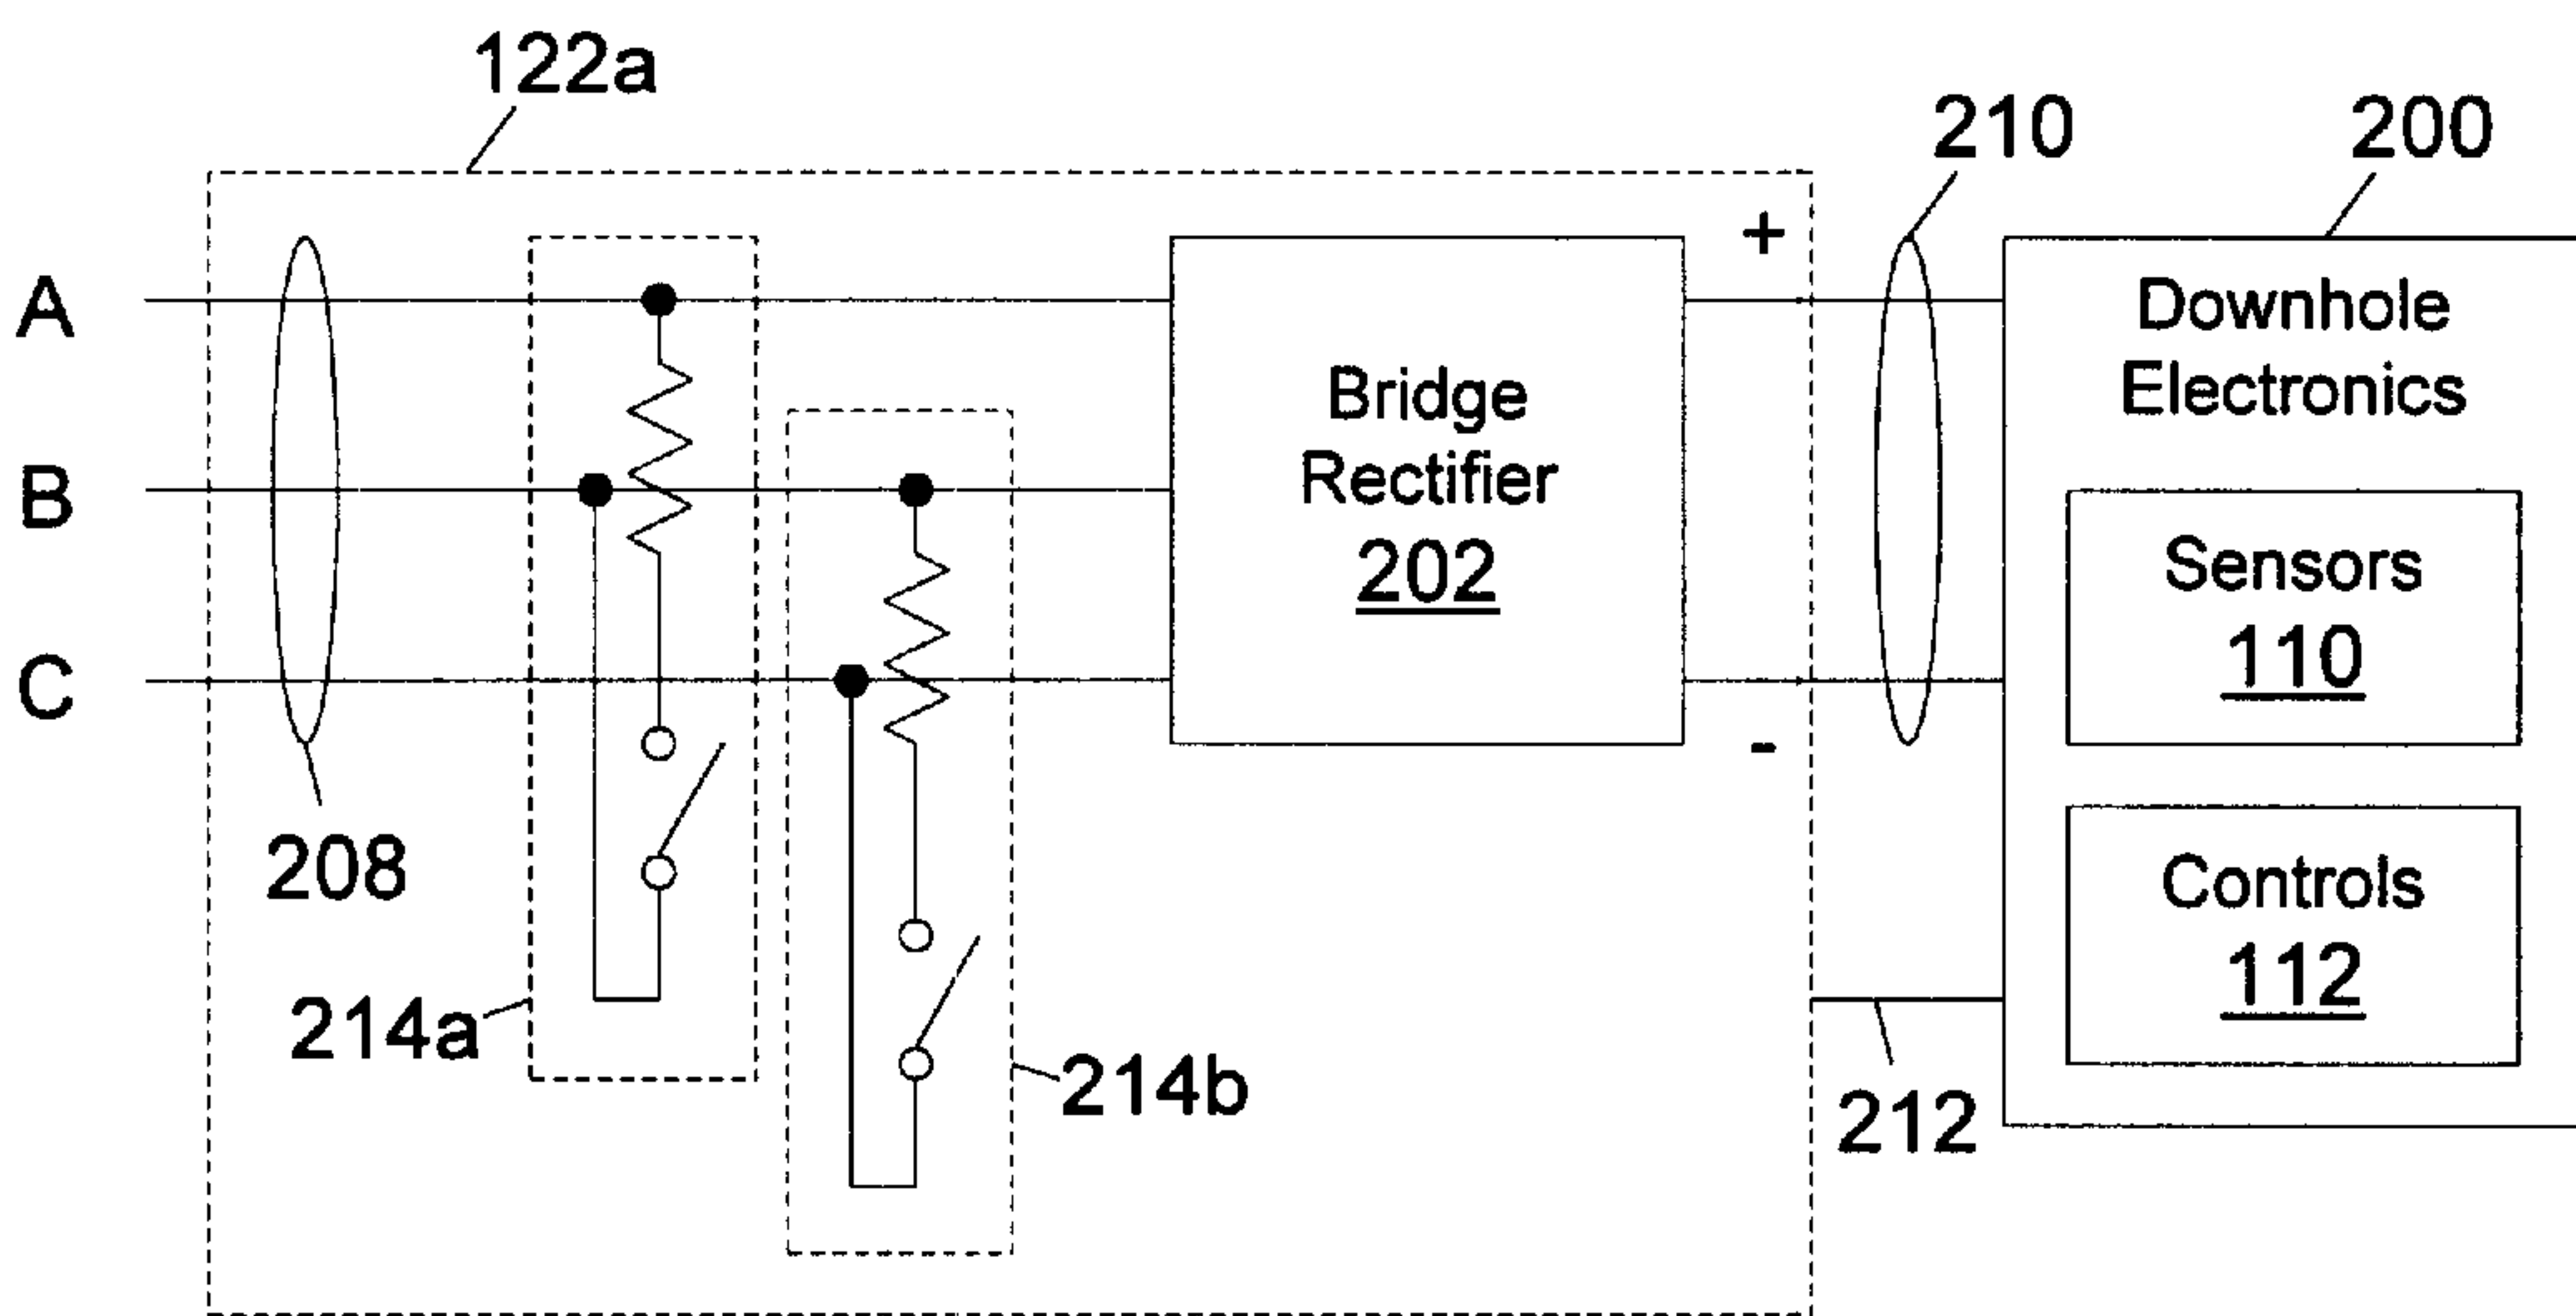 122a
210
200
+
A
B
C
Bridge
Rectifier
202
-
Downhole
Electronics
Sensors
110
Controls
112
208
214a
214b
212